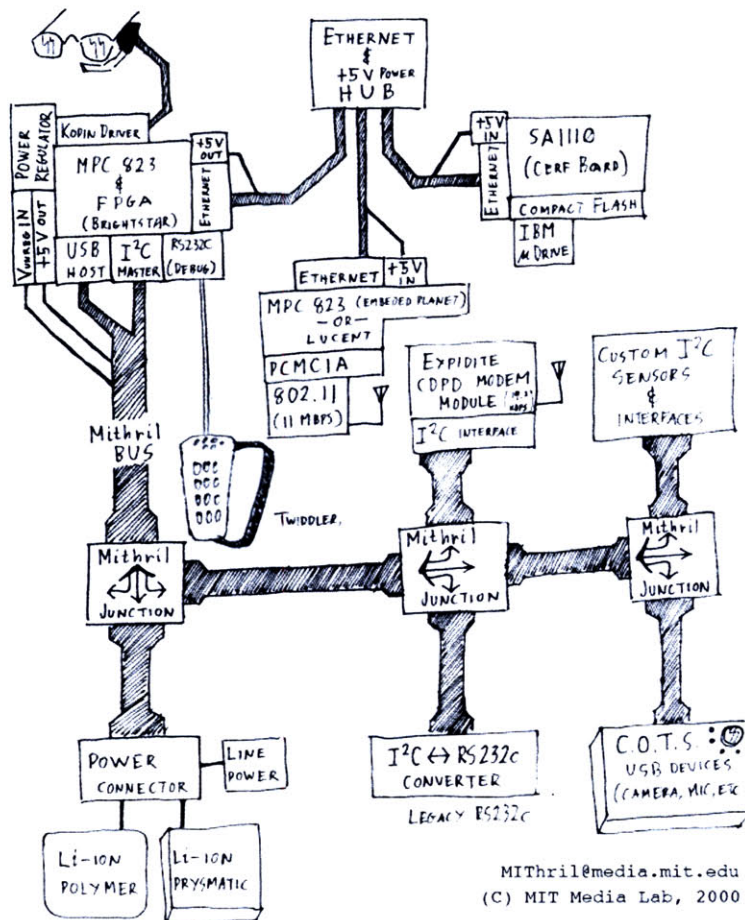 ETHERNET
&
+5V POWER
HUB
POWER
REGULATOR
KOPIN DRIVER
MPC 823
&
FPGA
(BRIGHTSTAR)
+5V
OUT
ETHERNET
VUNREG IN
+5V OUT
USB
HOST
I²C
MASTER
RS232C
(DEBUG)
+5V
IN
ETHERNET
SA1110
(CERF BOARD)
COMPACT FLASH
IBM
µDRIVE
ETHERNET
+5V
IN
MPC 823 (EMBEDED PLANET)
—OR—
LUCENT
PCMCIA
802.11
(11 MBPS)
EXPIDITE
CDPD MODEM
MODULE
I²C INTERFACE
CUSTOM I²C
SENSORS
&
INTERFACES
Mithril
BUS
TWIDDLER,
Mithril
JUNCTION
Mithril
JUNCTION
Mithril
JUNCTION
POWER
CONNECTOR
LINE
POWER
Li-ION
POLYMER
Li-ION
PRYSMATIC
I²C ↔ RS232c
CONVERTER
LEGACY RS232c
C.O.T.S.
USB DEVICES
(CAMERA, MIC, ETC
MIThril@media.mit.edu
(C) MIT Media Lab, 2000